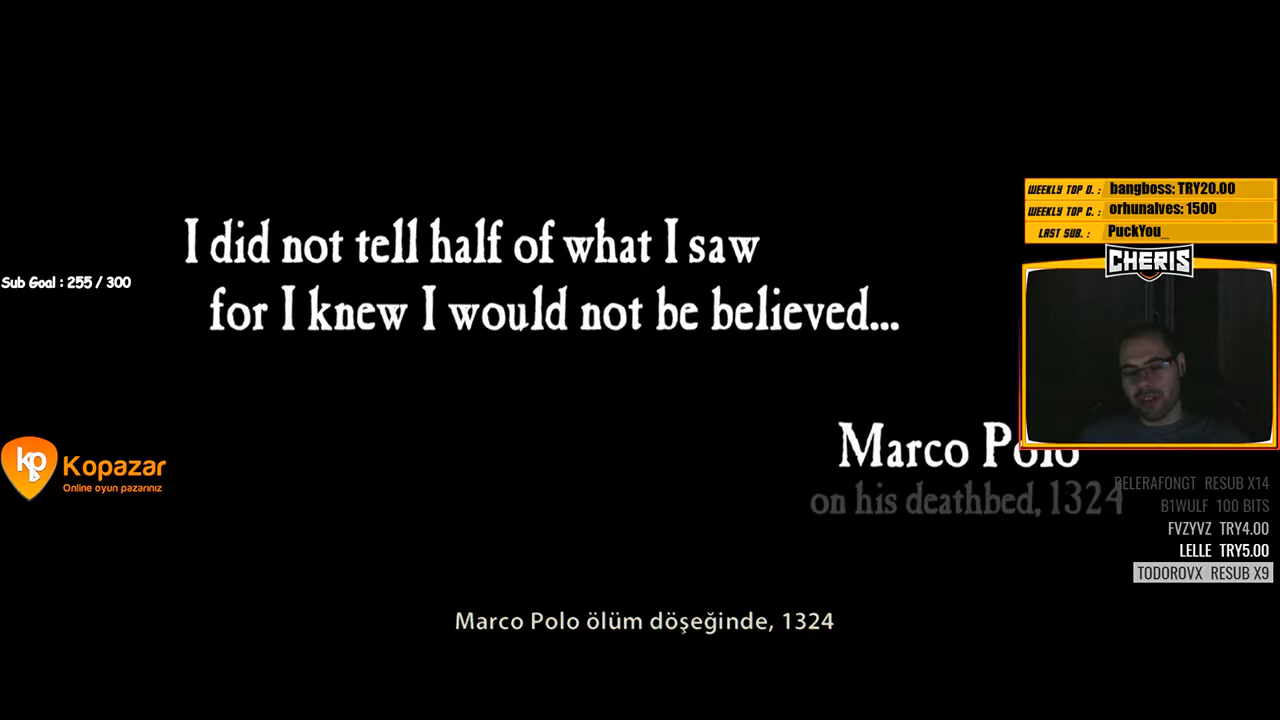 I did not tell half of what I saw
for I knew I would not be believed...
Marco Polo
on his deathbed, 1324
Marco Polo ölüm döşeğinde, 1324
Sub Goal : 255 / 300
kp
Kopazar
Online oyun pazarınız
WEEKLY TOP D. : bangboss: TRY20.00
WEEKLY TOP C. : orhunalves: 1500
LAST SUB. : PuckYou_
CHERIS
RESUB X14
B1WULF 100 BITS
FVZYVZ TRY4.00
LELLE TRY5.00
TODOROVX RESUB X9